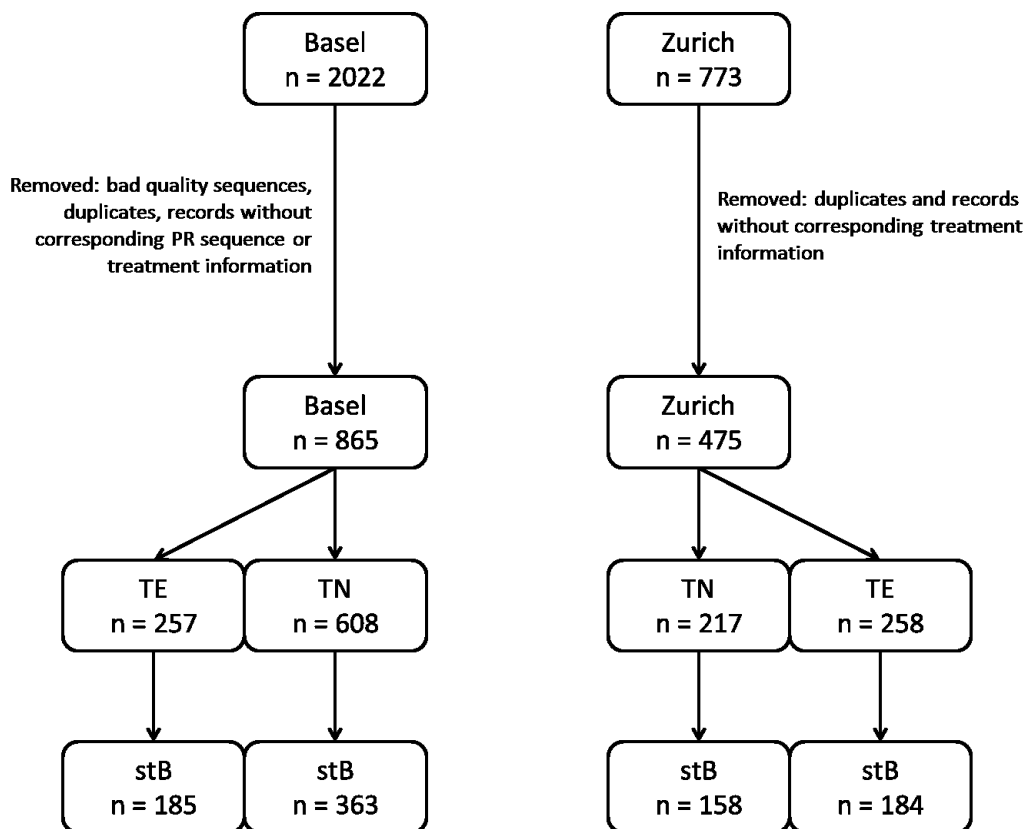 Basel
n = 2022
Zurich
n = 773
Removed: bad quality sequences,
duplicates, records without
corresponding PR sequence or
treatment information
Removed: duplicates and records
without corresponding treatment
information
Basel
n = 865
Zurich
n = 475
TE
n = 257
TN
n = 608
TN
n = 217
TE
n = 258
stB
n = 185
stB
n = 363
stB
n = 158
stB
n = 184